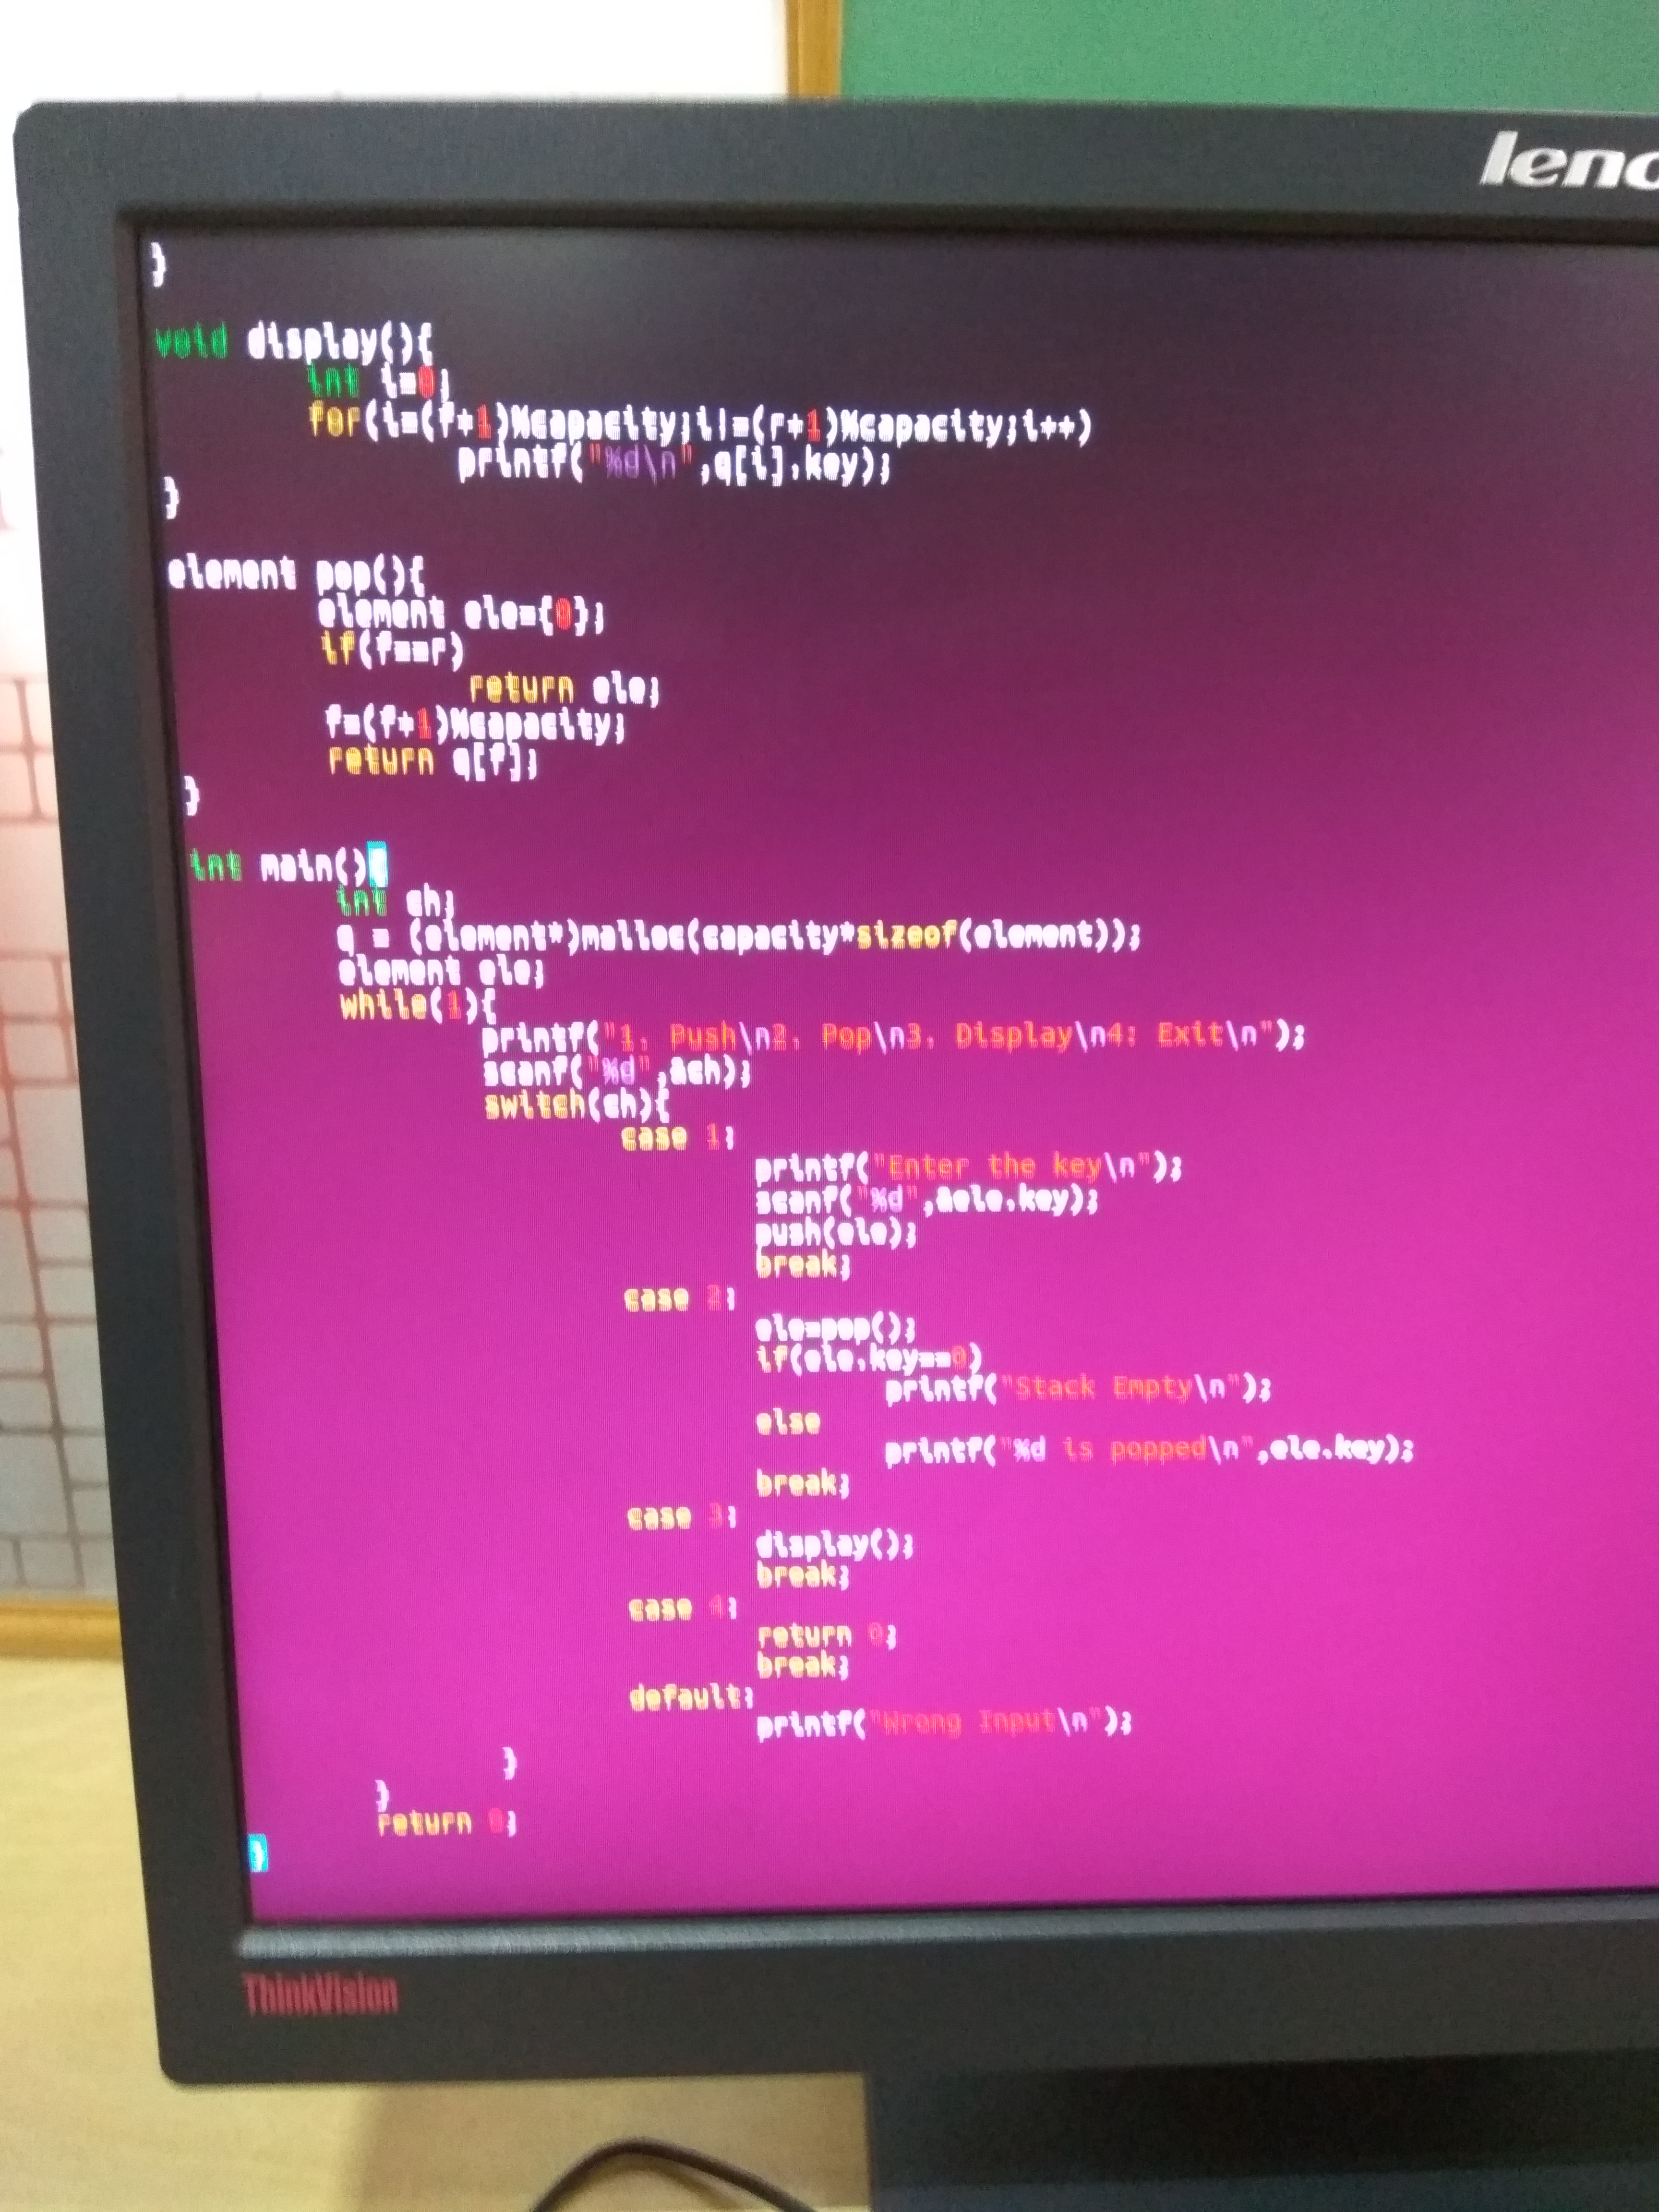 leno
}
void display(){
int i=0;
for(i=(f+1)%capacity;i!=(r+1)%capacity;i++)
printf("%d\n",q[i].key);
}
element pop(){
element ele={0};
if(f==r)
return ele;
f=(f+1)%capacity;
return q[f];
}
int main(){
int ch;
q = (element*)malloc(capacity*sizeof(element));
element ele;
while(1){
printf("1. Push\n2. Pop\n3. Display\n4: Exit\n");
scanf("%d",&ch);
switch(ch){
case 1:
printf("Enter the key\n");
scanf("%d",&ele.key);
push(ele);
break;
case 2:
ele=pop();
if(ele.key==0)
printf("Stack Empty\n");
else
printf("%d is popped\n",ele.key);
break;
case 3:
display();
break;
case 4:
return 0;
break;
default:
printf("Wrong Input\n");
}
}
return 0;
}
ThinkVision